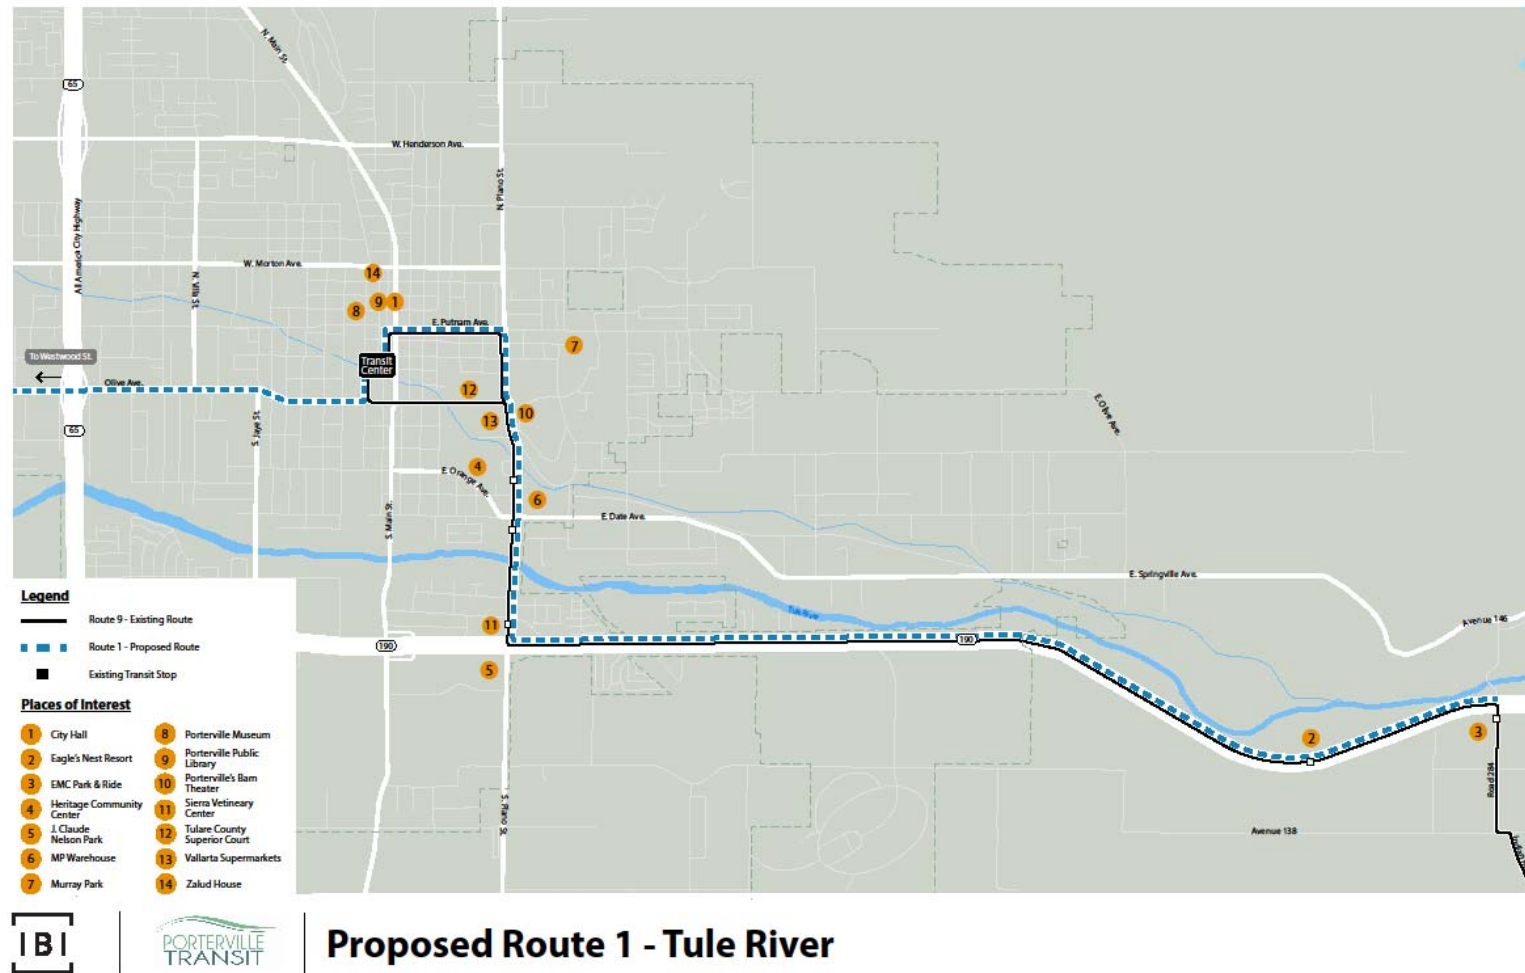 N. Main St.
65
W. Henderson Ave.
N. Plano St.
All America City Highway
W. Morton Ave.
N. Villa St.
14
9
1
8
E. Putnam Ave.
7
To Westwood St.
Transit
Center
Olive Ave.
12
10
13
E. Olive Ave.
65
S. Jaye St.
4
E. Orange Ave.
6
S. Main St.
E. Date Ave.
E. Springville Ave.
Tule River
Avenue 146
11
190
190
5
2
3
Road 284
S. Plano St.
Avenue 138
Legend
Route 9 - Existing Route
Route 1 - Proposed Route
Existing Transit Stop
Places of Interest
1 City Hall
2 Eagle's Nest Resort
3 EMC Park & Ride
4 Heritage Community
Center
5 J. Claude
Nelson Park
6 MP Warehouse
7 Murray Park
8 Porterville Museum
9 Porterville Public
Library
10 Porterville's Barn
Theater
11 Sierra Vetineary
Center
12 Tulare County
Superior Court
13 Vallarta Supermarkets
14 Zalud House
IBI
PORTERVILLE
TRANSIT
Proposed Route 1 - Tule River